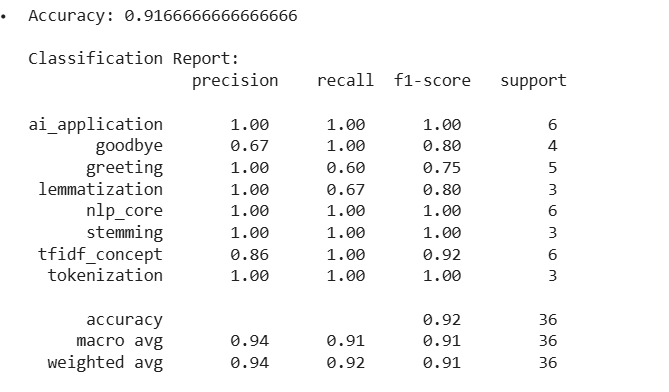 • Accuracy: 0.9166666666666666
Classification Report:
precision recall f1-score support
ai_application 1.00 1.00 1.00 6
goodbye 0.67 1.00 0.80 4
greeting 1.00 0.60 0.75 5
lemmatization 1.00 0.67 0.80 3
nlp_core 1.00 1.00 1.00 6
stemming 1.00 1.00 1.00 3
tfidf_concept 0.86 1.00 0.92 6
tokenization 1.00 1.00 1.00 3
accuracy 0.92 36
macro avg 0.94 0.91 0.91 36
weighted avg 0.94 0.92 0.91 36